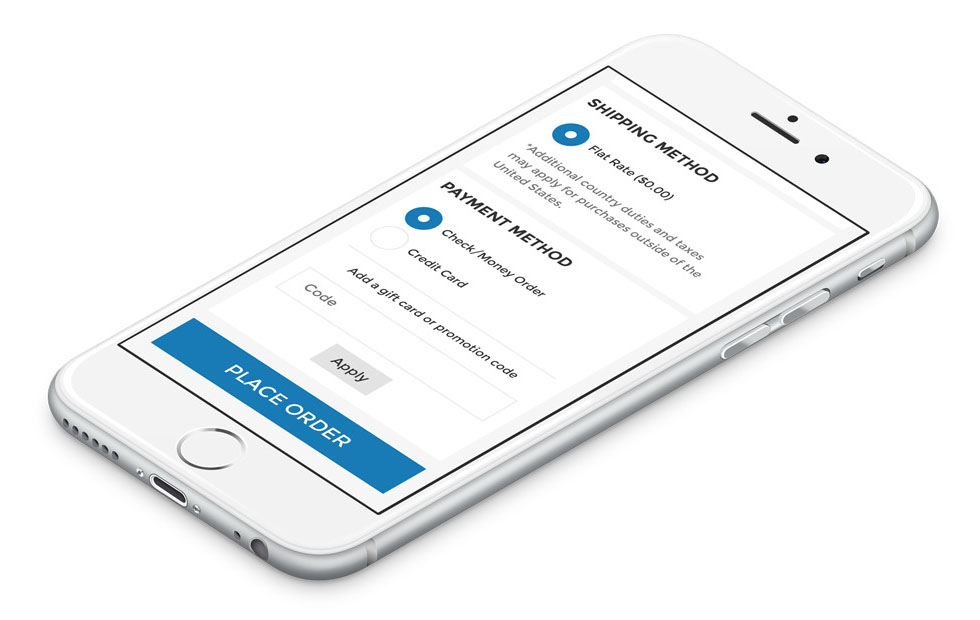 SHIPPING METHOD
Flat Rate ($0.00)
*Additional country duties and taxes
may apply for purchases outside of the
United States.
PAYMENT METHOD
Check/Money Order
Credit Card
Add a gift card or promotion code
Code
Apply
PLACE ORDER